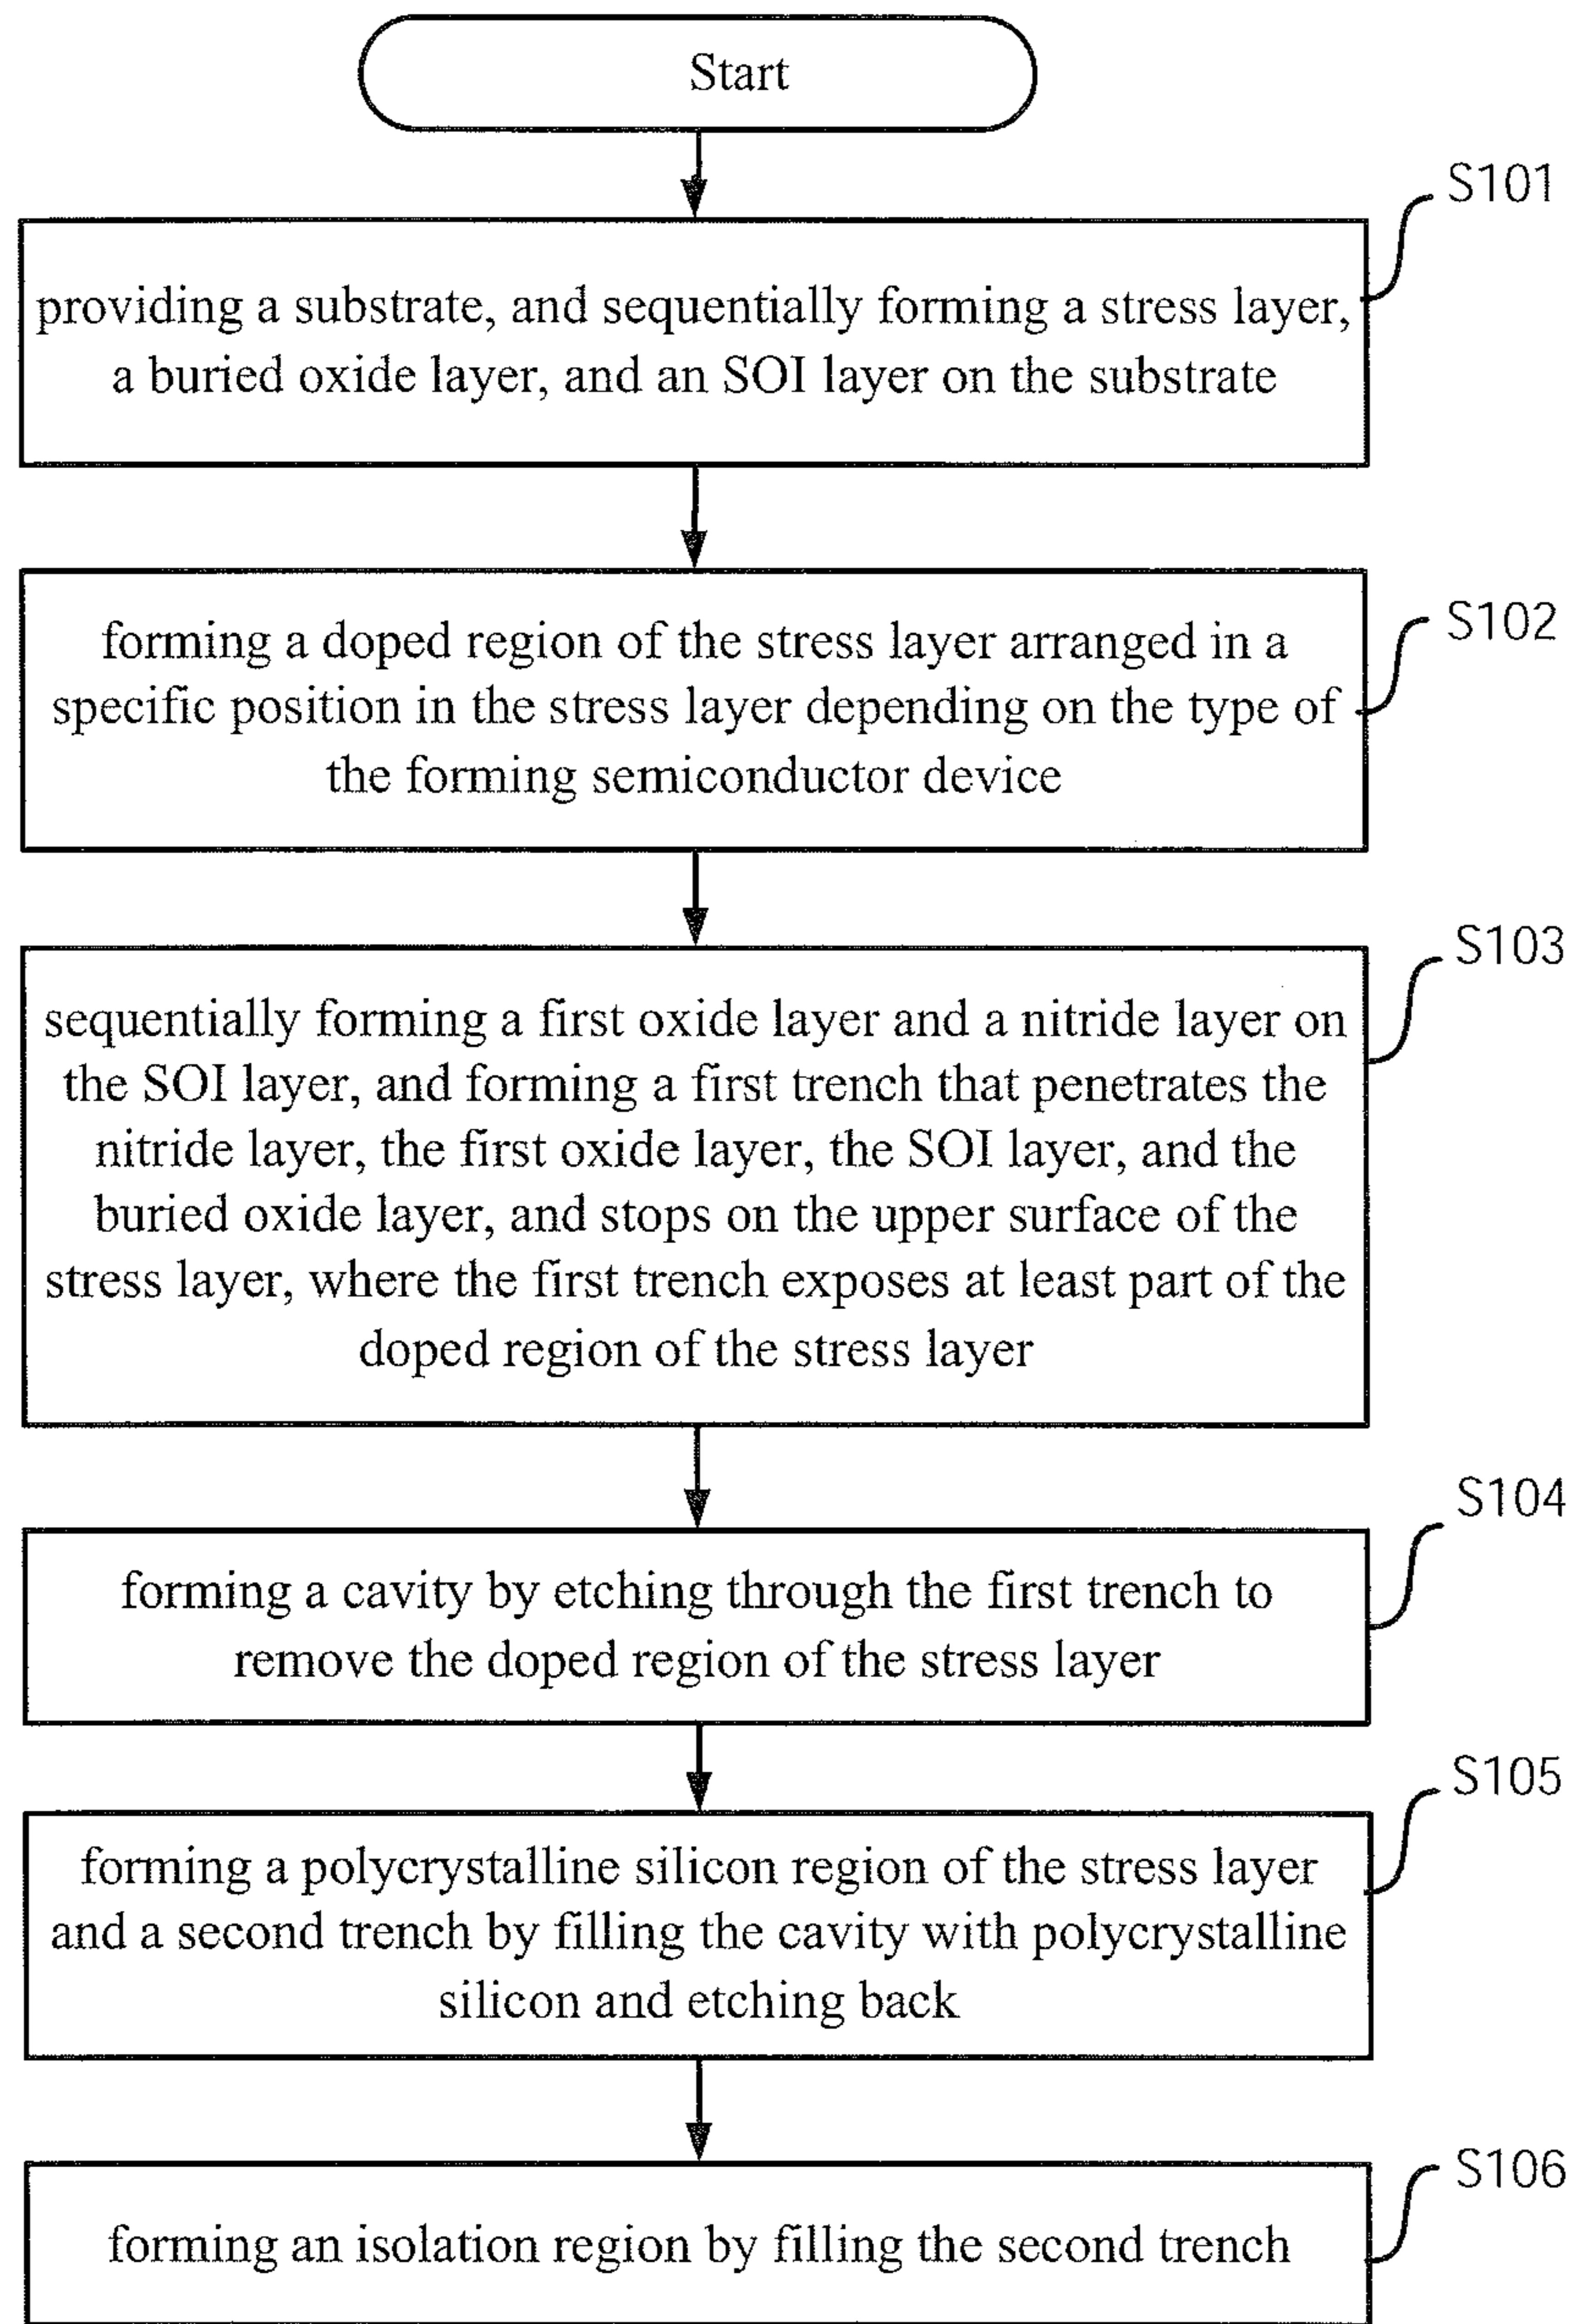 Start
S101
providing a substrate, and sequentially forming a stress layer,
a buried oxide layer, and an SOI layer on the substrate
S102
forming a doped region of the stress layer arranged in a
specific position in the stress layer depending on the type of
the forming semiconductor device
S103
sequentially forming a first oxide layer and a nitride layer on
the SOI layer, and forming a first trench that penetrates the
nitride layer, the first oxide layer, the SOI layer, and the
buried oxide layer, and stops on the upper surface of the
stress layer, where the first trench exposes at least part of the
doped region of the stress layer
S104
forming a cavity by etching through the first trench to
remove the doped region of the stress layer
S105
forming a polycrystalline silicon region of the stress layer
and a second trench by filling the cavity with polycrystalline
silicon and etching back
S106
forming an isolation region by filling the second trench